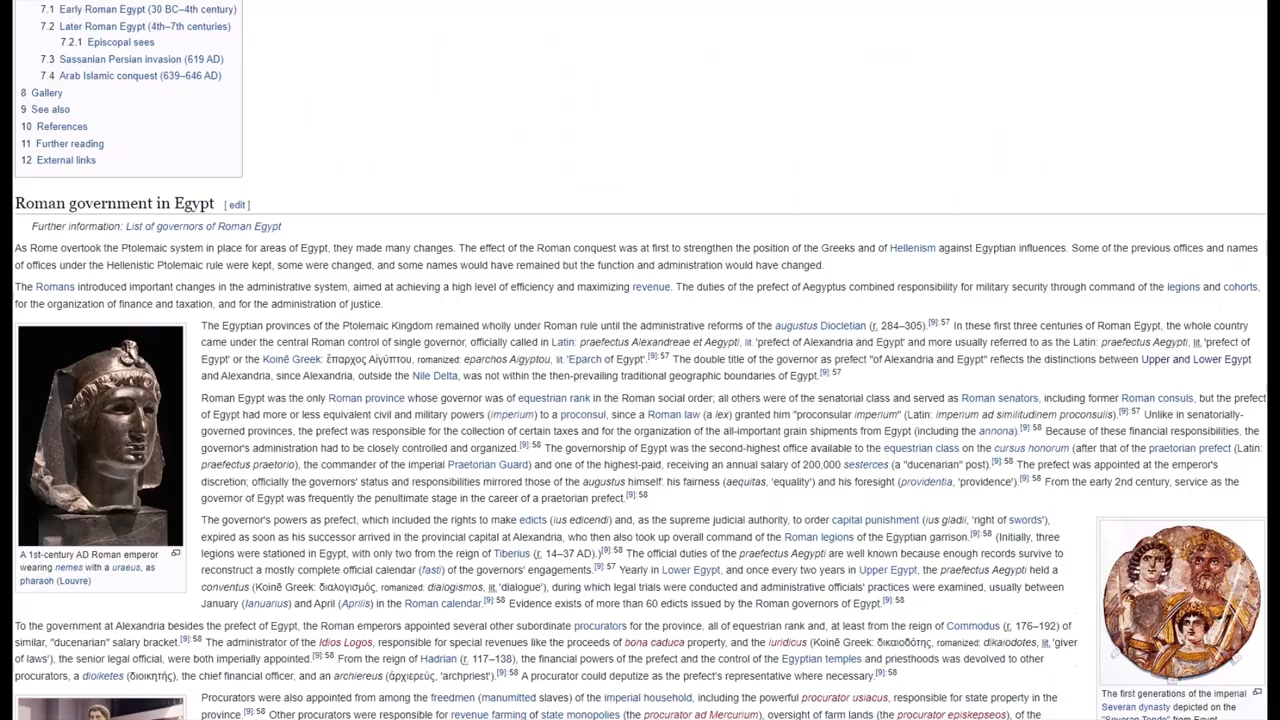 7.1 Early Roman Egypt (30 BC–4th century)
7.2 Later Roman Egypt (4th–7th centuries)
7.2.1 Episcopal sees
7.3 Sassanian Persian invasion (619 AD)
7.4 Arab Islamic conquest (639–646 AD)
8 Gallery
9 See also
10 References
11 Further reading
12 External links
Roman government in Egypt [ edit ]
Further information: List of governors of Roman Egypt
As Rome overtook the Ptolemaic system in place for areas of Egypt, they made many changes. The effect of the Roman conquest was at first to strengthen the position of the Greeks and of Hellenism against Egyptian influences. Some of the previous offices and names
of offices under the Hellenistic Ptolemaic rule were kept, some were changed, and some names would have remained but the function and administration would have changed.
The Romans introduced important changes in the administrative system, aimed at achieving a high level of efficiency and maximizing revenue. The duties of the prefect of Aegyptus combined responsibility for military security through command of the legions and cohorts,
for the organization of finance and taxation, and for the administration of justice.
The Egyptian provinces of the Ptolemaic Kingdom remained wholly under Roman rule until the administrative reforms of the augustus Diocletian (r. 284–305).[9]:57 In these first three centuries of Roman Egypt, the whole country
came under the central Roman control of single governor, officially called in Latin: praefectus Alexandreae et Aegypti, lit. 'prefect of Alexandria and Egypt' and more usually referred to as the Latin: praefectus Aegypti, lit. 'prefect of
Egypt' or the Koinē Greek: ἔπαρχος Αἰγύπτου, romanized: eparchos Aigyptou, lit. 'Eparch of Egypt'.[9]:57 The double title of the governor as prefect "of Alexandria and Egypt" reflects the distinctions between Upper and Lower Egypt
and Alexandria, since Alexandria, outside the Nile Delta, was not within the then-prevailing traditional geographic boundaries of Egypt.[9]:57
Roman Egypt was the only Roman province whose governor was of equestrian rank in the Roman social order; all others were of the senatorial class and served as Roman senators, including former Roman consuls, but the prefect
of Egypt had more or less equivalent civil and military powers (imperium) to a proconsul, since a Roman law (a lex) granted him "proconsular imperium" (Latin: imperium ad similitudinem proconsulis).[9]:57 Unlike in senatorially-
governed provinces, the prefect was responsible for the collection of certain taxes and for the organization of the all-important grain shipments from Egypt (including the annona).[9]:58 Because of these financial responsibilities, the
governor's administration had to be closely controlled and organized.[9]:58 The governorship of Egypt was the second-highest office available to the equestrian class on the cursus honorum (after that of the praetorian prefect (Latin:
praefectus praetorio), the commander of the imperial Praetorian Guard) and one of the highest-paid, receiving an annual salary of 200,000 sesterces (a "ducenarian" post).[9]:58 The prefect was appointed at the emperor's
discretion; officially the governors' status and responsibilities mirrored those of the augustus himself: his fairness (aequitas, 'equality') and his foresight (providentia, 'providence').[9]:58 From the early 2nd century, service as the
governor of Egypt was frequently the penultimate stage in the career of a praetorian prefect.[9]:58
The governor's powers as prefect, which included the rights to make edicts (ius edicendi) and, as the supreme judicial authority, to order capital punishment (ius gladii, 'right of swords'),
expired as soon as his successor arrived in the provincial capital at Alexandria, who then also took up overall command of the Roman legions of the Egyptian garrison.[9]:58 (Initially, three
legions were stationed in Egypt, with only two from the reign of Tiberius (r. 14–37 AD).)[9]:58 The official duties of the praefectus Aegypti are well known because enough records survive to
reconstruct a mostly complete official calendar (fasti) of the governors' engagements.[9]:57 Yearly in Lower Egypt, and once every two years in Upper Egypt, the praefectus Aegypti held a
conventus (Koinē Greek: διαλογισμός, romanized: dialogismos, lit. 'dialogue'), during which legal trials were conducted and administrative officials' practices were examined, usually between
January (Ianuarius) and April (Aprilis) in the Roman calendar.[9]:58 Evidence exists of more than 60 edicts issued by the Roman governors of Egypt.[9]:58
A 1st-century AD Roman emperor
wearing nemes with a uraeus, as
pharaoh (Louvre)
To the government at Alexandria besides the prefect of Egypt, the Roman emperors appointed several other subordinate procurators for the province, all of equestrian rank and, at least from the reign of Commodus (r. 176–192) of
similar, "ducenarian" salary bracket.[9]:58 The administrator of the Idios Logos, responsible for special revenues like the proceeds of bona caduca property, and the iuridicus (Koinē Greek: δικαιοδότης, romanized: dikaiodotes, lit. 'giver
of laws'), the senior legal official, were both imperially appointed.[9]:58 From the reign of Hadrian (r. 117–138), the financial powers of the prefect and the control of the Egyptian temples and priesthoods was devolved to other
procurators, a dioiketes (διοικητής), the chief financial officer, and an archiereus (ἀρχιερεύς, 'archpriest').[9]:58 A procurator could deputize as the prefect's representative where necessary.[9]:58
Procurators were also appointed from among the freedmen (manumitted slaves) of the imperial household, including the powerful procurator usiacus, responsible for state property in the
province.[9]:58 Other procurators were responsible for revenue farming of state monopolies (the procurator ad Mercurium), oversight of farm lands (the procurator episkepseos), of the
The first generations of the imperial
Severan dynasty depicted on the
"Severan Tondo" from Egypt